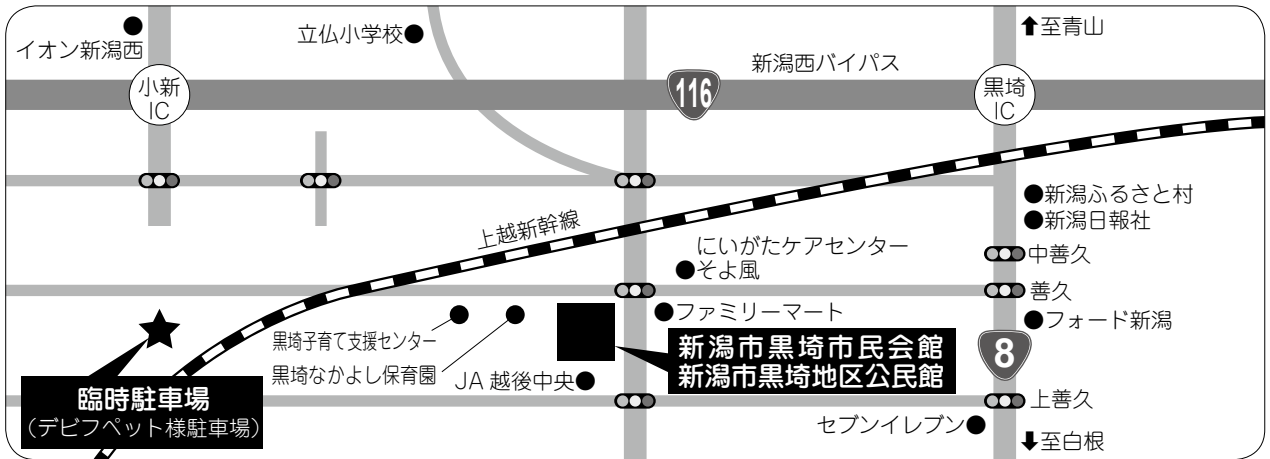 イオン新潟西
立仏小学校
至青山
新潟西バイパス
小新
IC
116
黒埼
IC
新潟ふるさと村
新潟日報社
上越新幹線
にいがたケアセンター
そよ風
中善久
善久
ファミリーマート
フォード新潟
黒埼子育て支援センター
黒埼なかよし保育園
新潟市黒埼市民会館
新潟市黒埼地区公民館
8
JA 越後中央
臨時駐車場
(デビフペット様駐車場)
上善久
セブンイレブン
至白根